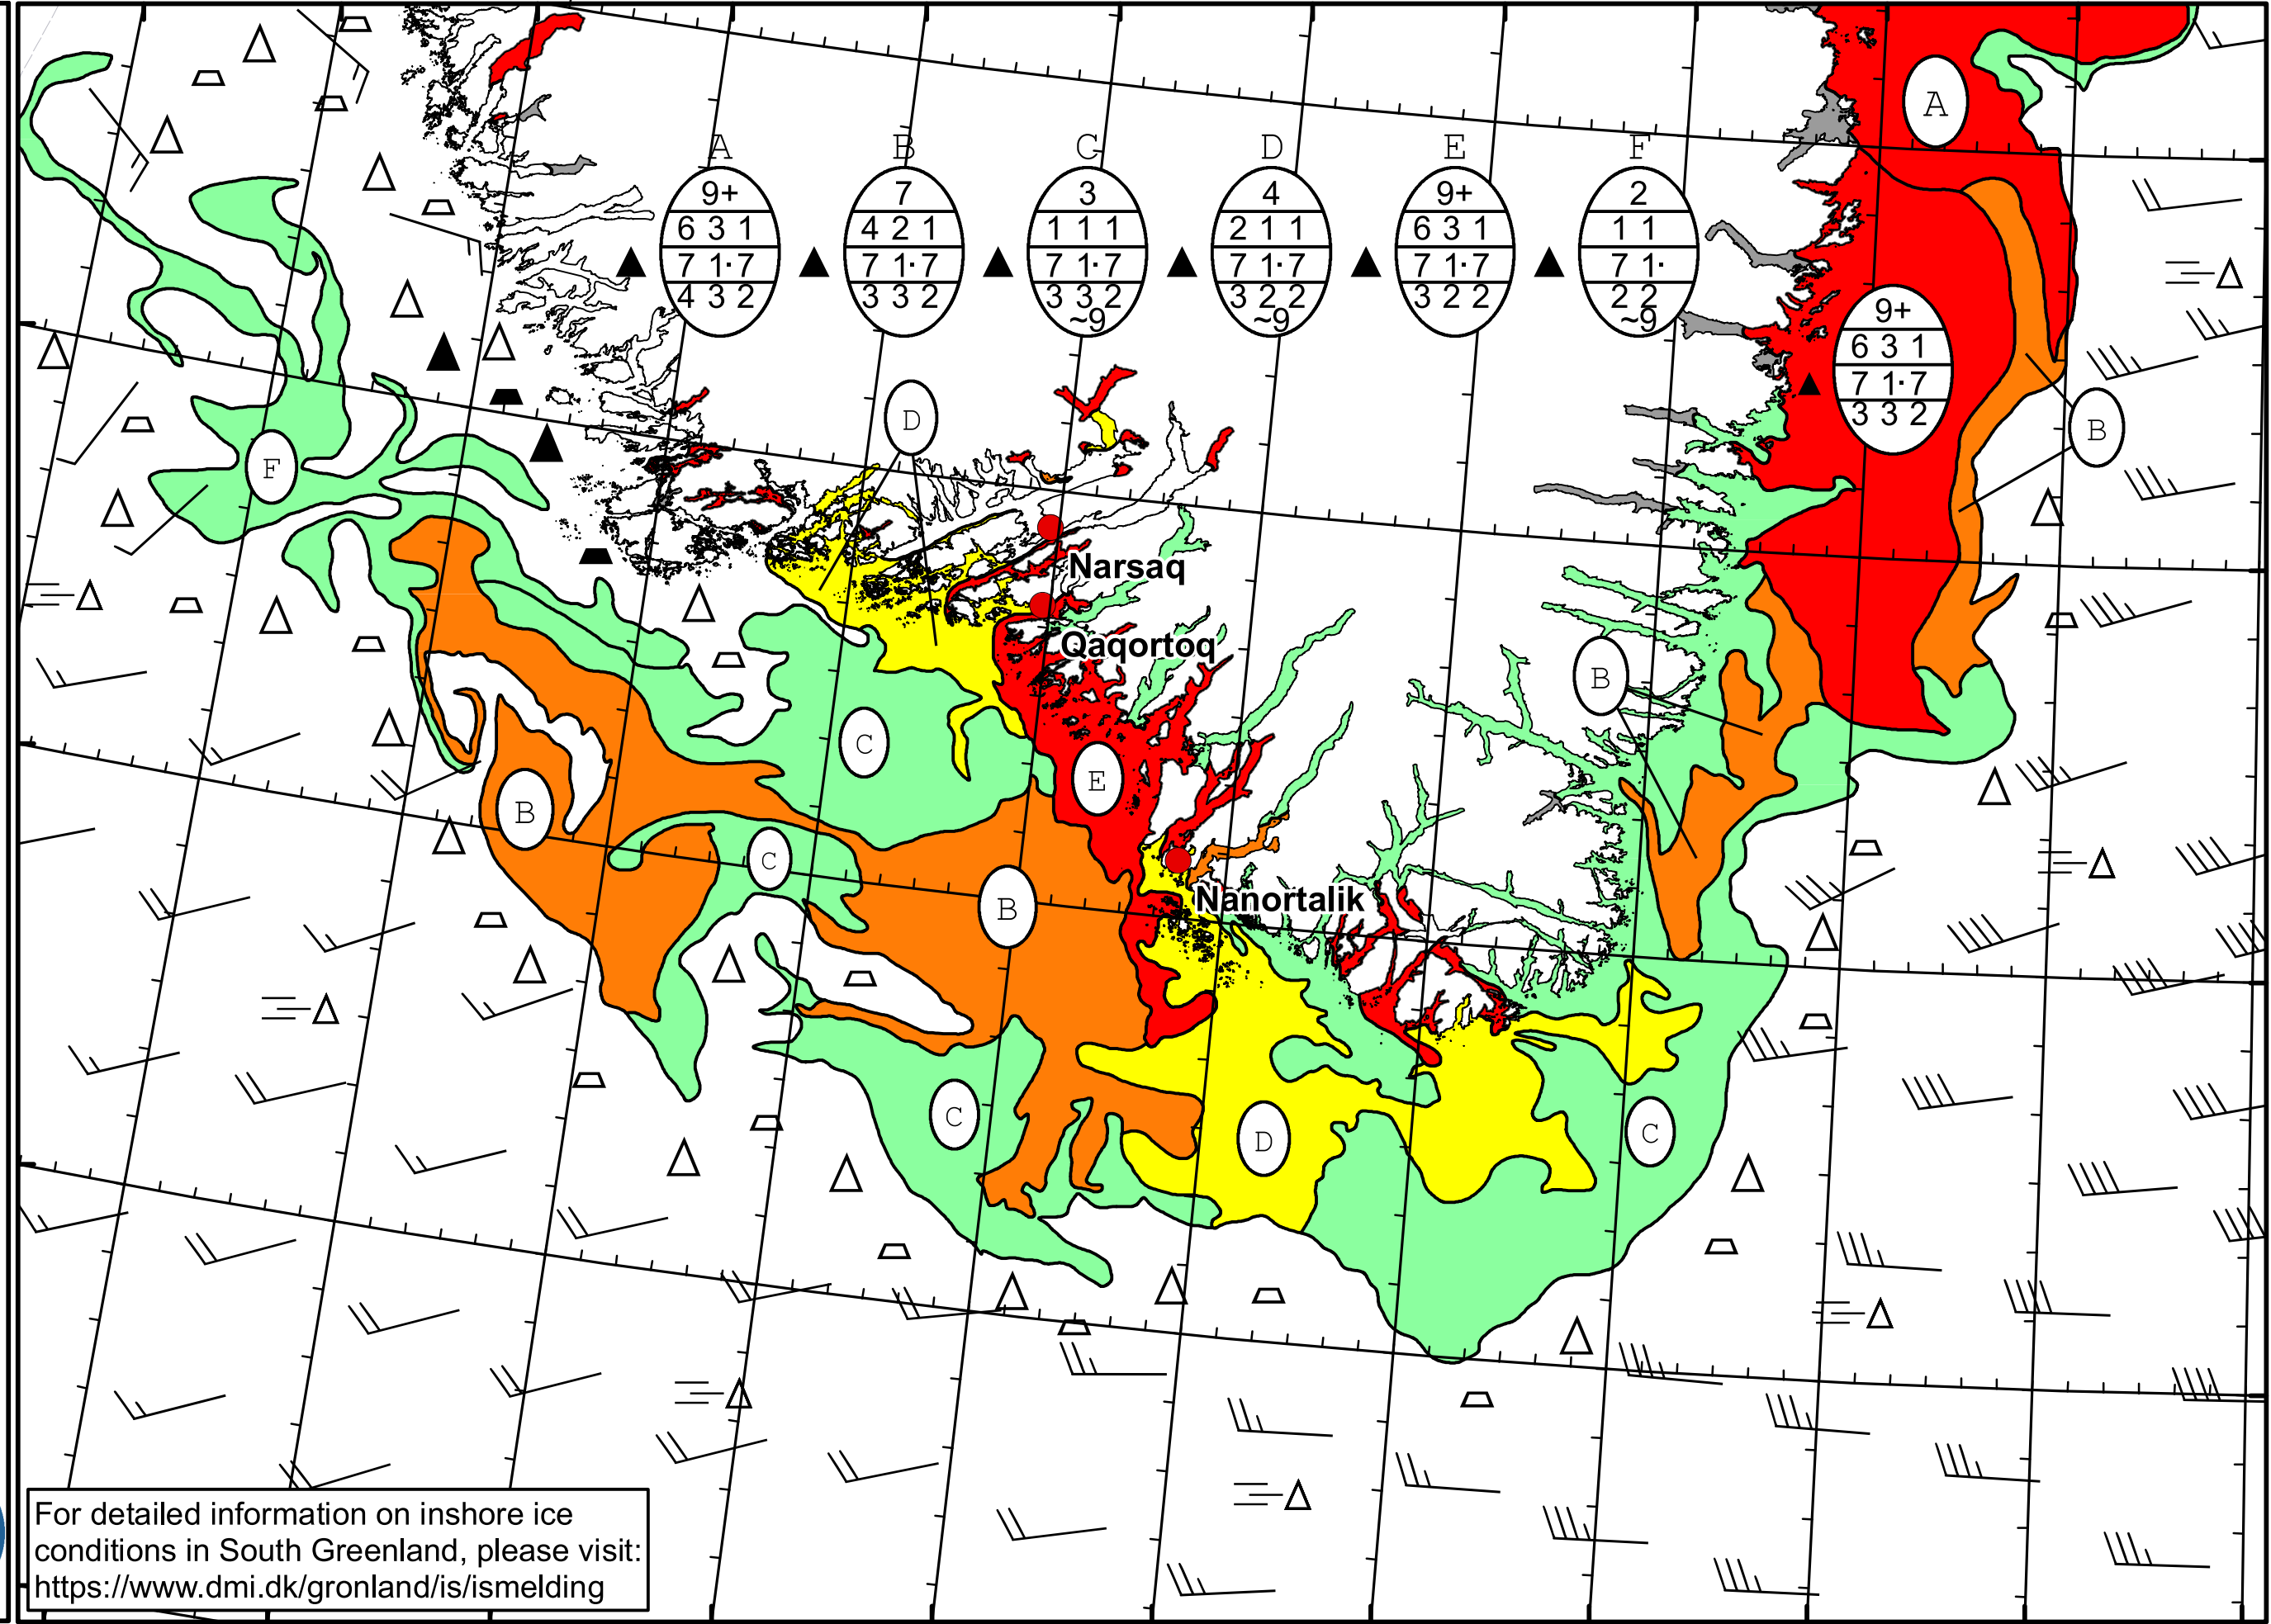 A B C D E F
9+ 7 3 4 9+ 2
6 3 1 4 2 1 1 1 1 2 1 1 6 3 1 1 1
7 1· 7 7 1· 7 7 1· 7 7 1· 7 7 1· 7 7 1·
4 3 2 3 3 2 3 3 2 3 2 2 3 2 2 2 2
~9 ~9 ~9
A
9+
6 3 1
7 1· 7
3 3 2
B
D
F
Narsaq
Qaqortoq
B
C
E
B
C
Nanortalik
B
C
D
C
For detailed information on inshore ice
conditions in South Greenland, please visit:
https://www.dmi.dk/gronland/is/ismelding